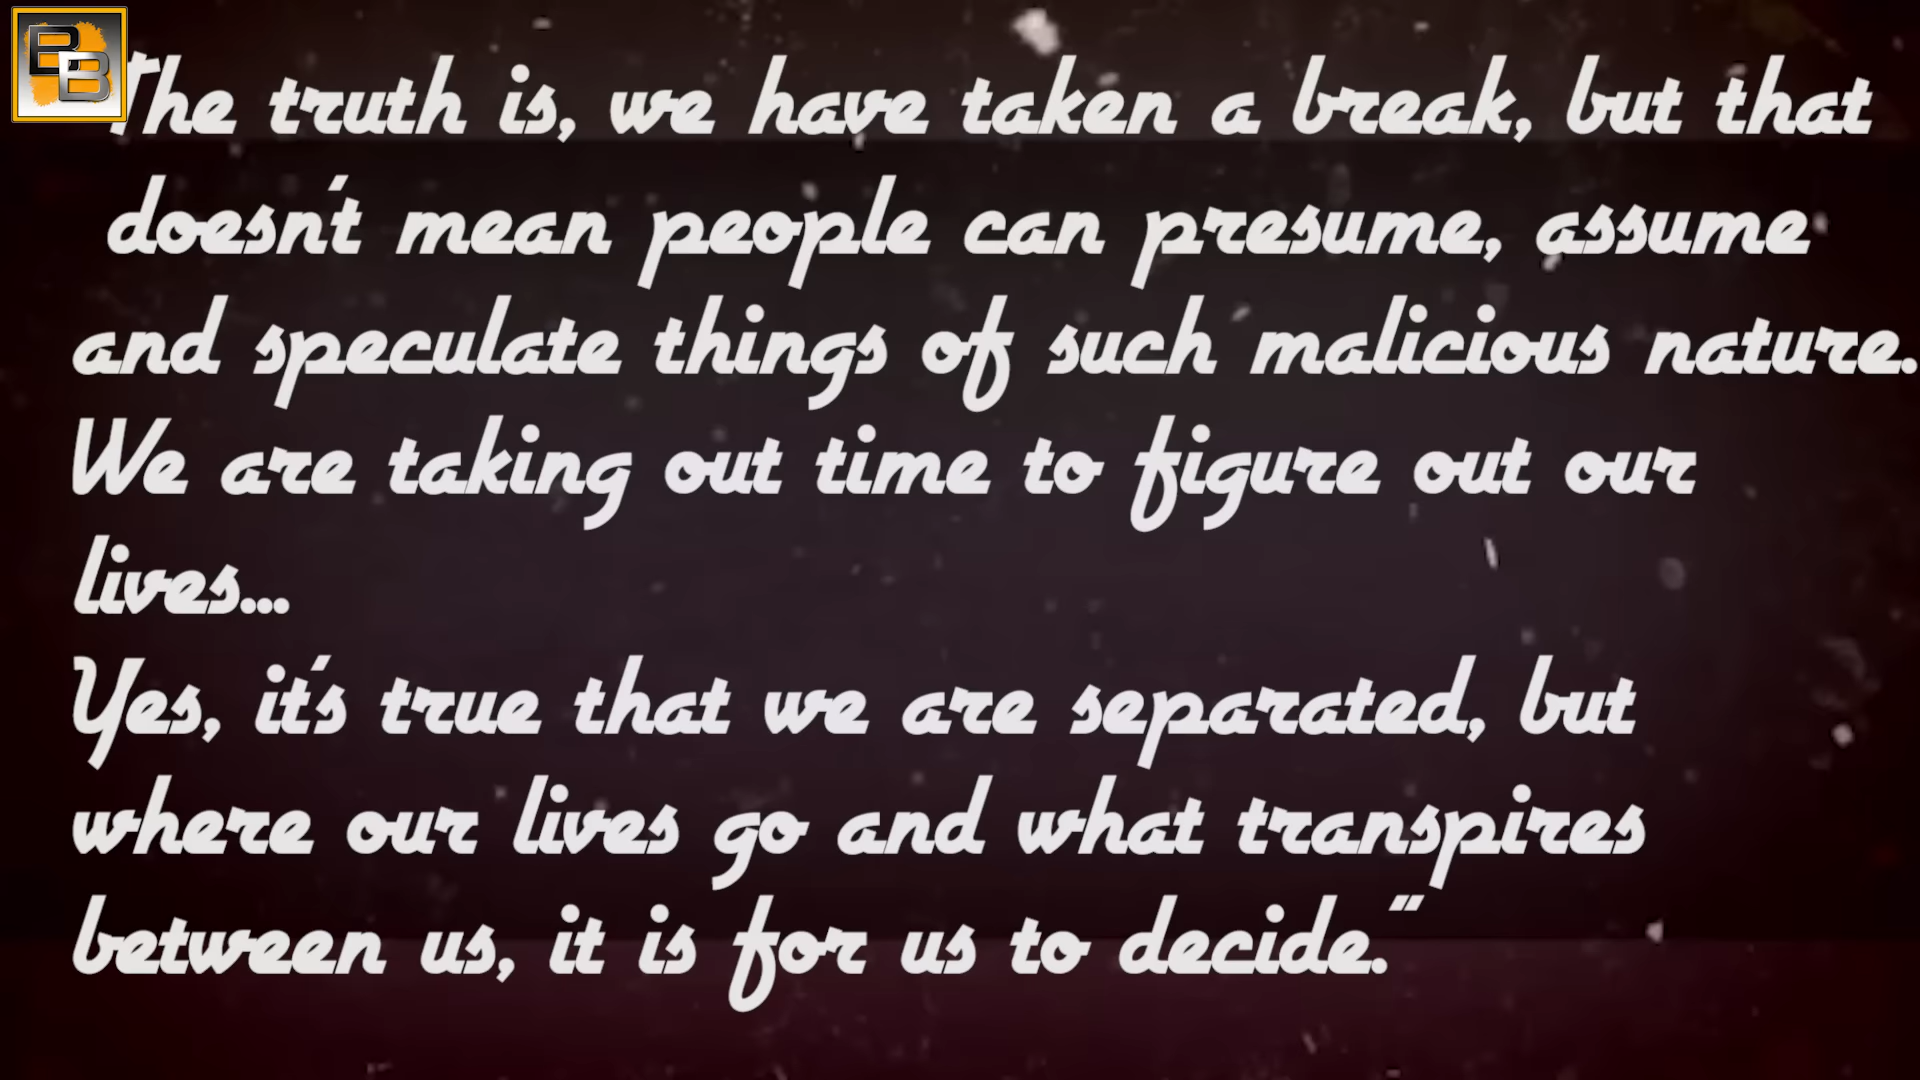 BB
The truth is, we have taken a break, but that
doesn't mean people can presume, assume
and speculate things of such malicious nature.
We are taking out time to figure out our
lives...
Yes, it's true that we are separated, but
where our lives go and what transpires
between us, it is for us to decide."